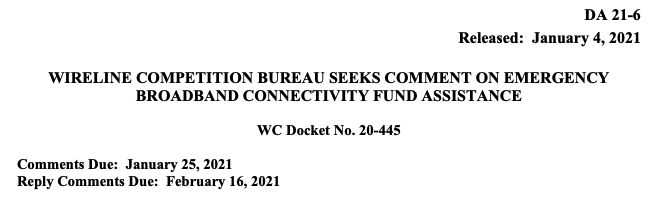 DA 21-6
Released: January 4, 2021
WIRELINE COMPETITION BUREAU SEEKS COMMENT ON EMERGENCY
BROADBAND CONNECTIVITY FUND ASSISTANCE
WC Docket No. 20-445
Comments Due: January 25, 2021
Reply Comments Due: February 16, 2021